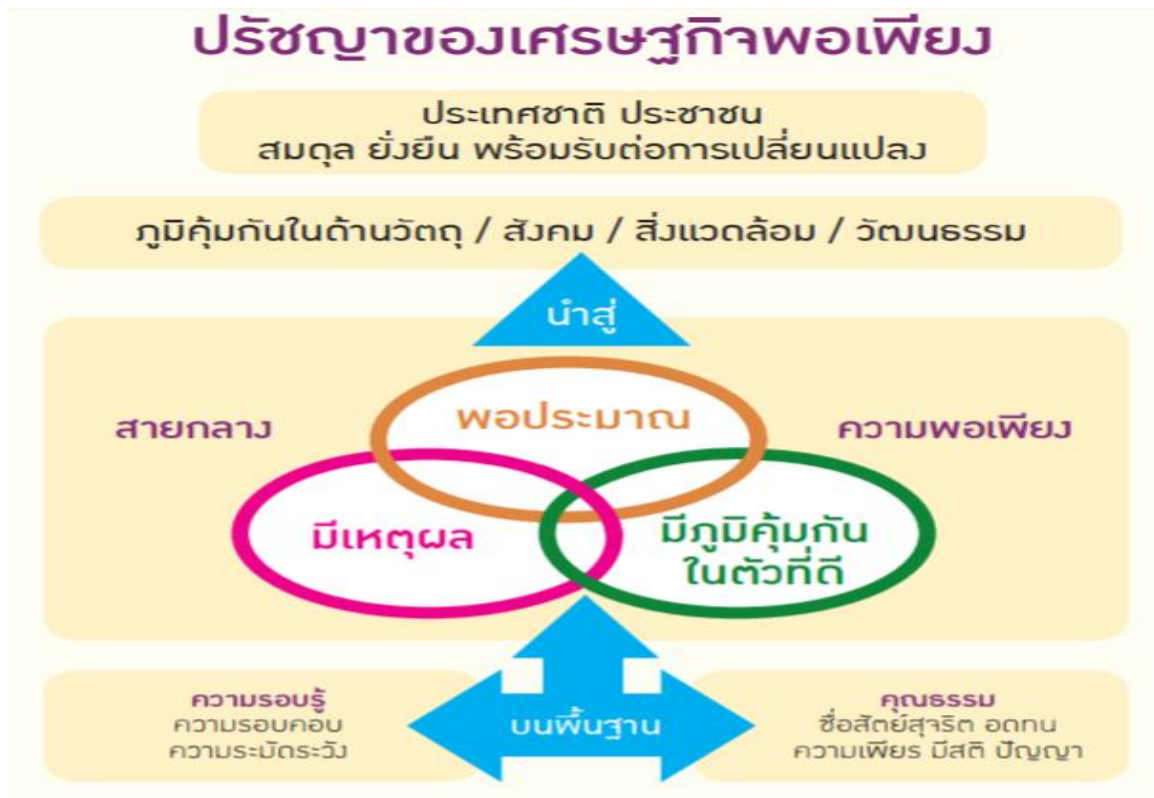 ปรัชญาของเศรษฐกิจพอเพียง
ประเทศชาติ ประชาชน
สมดุล ยั่งยืน พร้อมรับต่อการเปลี่ยนแปลง
ภูมิคุ้มกันในด้านวัตถุ / สังคม / สิ่งแวดล้อม / วัฒนธรรม
นำสู่
พอประมาณ
สายกลาง
ความพอเพียง
มีเหตุผล
มีภูมิคุ้มกัน
ในตัวที่ดี
ความรอบรู้
ความรอบคอบ
ความระมัดระวัง
บนพื้นฐาน
คุณธรรม
ซื่อสัตย์สุจริต อดทน
ความเพียร มีสติ ปัญญา